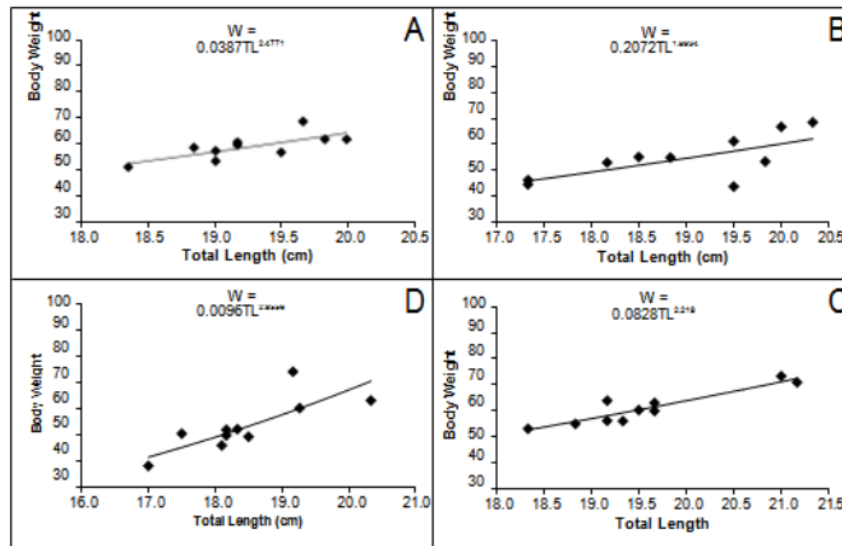 W =
0.0387TL
A
Body Weight
100
90
80
70
60
50
40
30
18.0 18.5 19.0 19.5 20.0 20.5
Total Length (cm)
W =
0.2072TL
B
Body Weight
100
90
80
70
60
50
40
30
17.0 17.5 18.0 18.5 19.0 19.5 20.0 20.5
Total Length (cm)
W =
0.0096TL
D
Body Weight
100
90
80
70
60
50
40
30
16.0 17.0 18.0 19.0 20.0 21.0
Total Length (cm)
W =
0.0828TL
C
Body Weight
100
90
80
70
60
50
40
30
18.0 18.5 19.0 19.5 20.0 20.5 21.0 21.5
Total Length